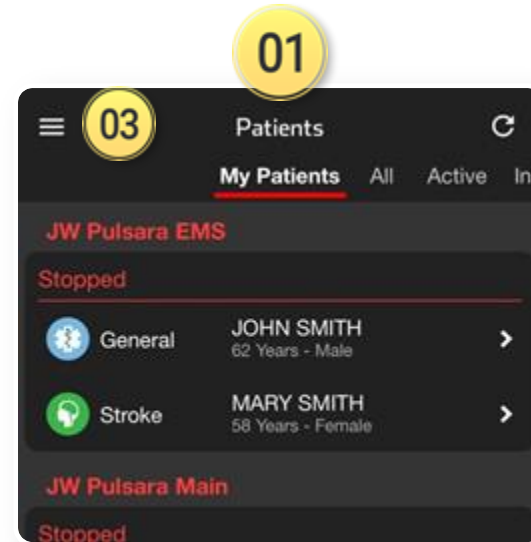 01
03
Patients
My Patients All Active In
JW Pulsara EMS
Stopped
General JOHN SMITH
62 Years - Male
Stroke MARY SMITH
58 Years - Female
JW Pulsara Main
Stopped